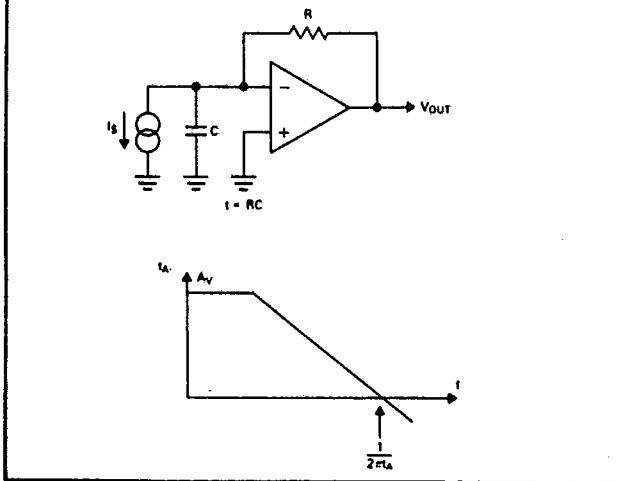 R
−
+
V_OUT
I_S
C
t = RC
t_A.
A_V
f
1
2πt_A